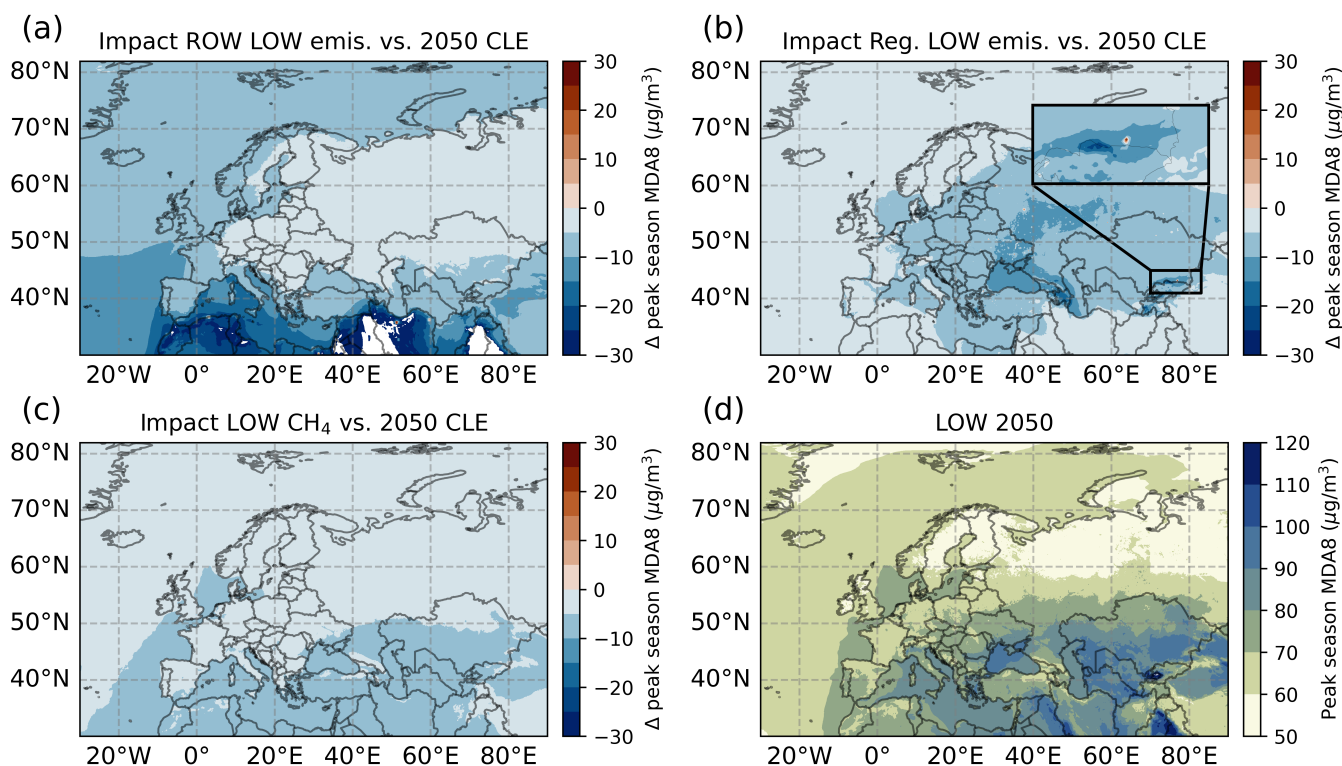 (a)
Impact ROW LOW emis. vs. 2050 CLE
80°N
70°N
60°N
50°N
40°N
20°W 0° 20°E 40°E 60°E 80°E
30
20
10
0
−10
−20
−30
Δ peak season MDA8 (μg/m³)
(b)
Impact Reg. LOW emis. vs. 2050 CLE
80°N
70°N
60°N
50°N
40°N
20°W 0° 20°E 40°E 60°E 80°E
30
20
10
0
−10
−20
−30
Δ peak season MDA8 (μg/m³)
(c)
Impact LOW CH₄ vs. 2050 CLE
80°N
70°N
60°N
50°N
40°N
20°W 0° 20°E 40°E 60°E 80°E
30
20
10
0
−10
−20
−30
Δ peak season MDA8 (μg/m³)
(d)
LOW 2050
80°N
70°N
60°N
50°N
40°N
20°W 0° 20°E 40°E 60°E 80°E
120
110
100
90
80
70
60
50
Peak season MDA8 (μg/m³)